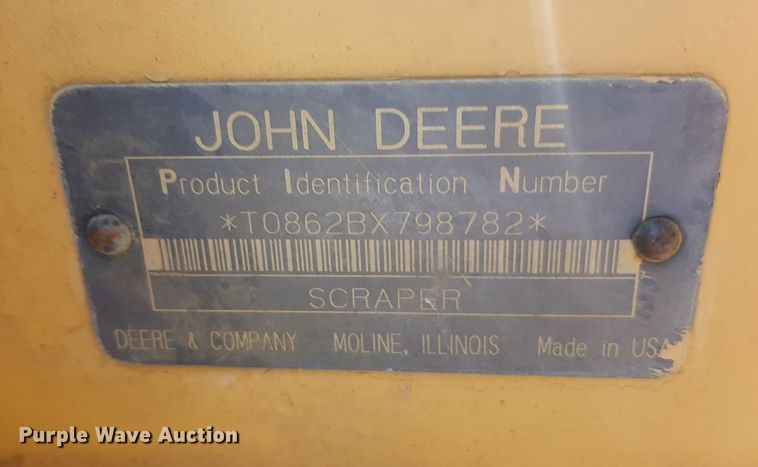 JOHN DEERE
Product Identification Number
*T0862BX798782*
SCRAPER
DEERE & COMPANY MOLINE, ILLINOIS Made in USA
Purple Wave Auction